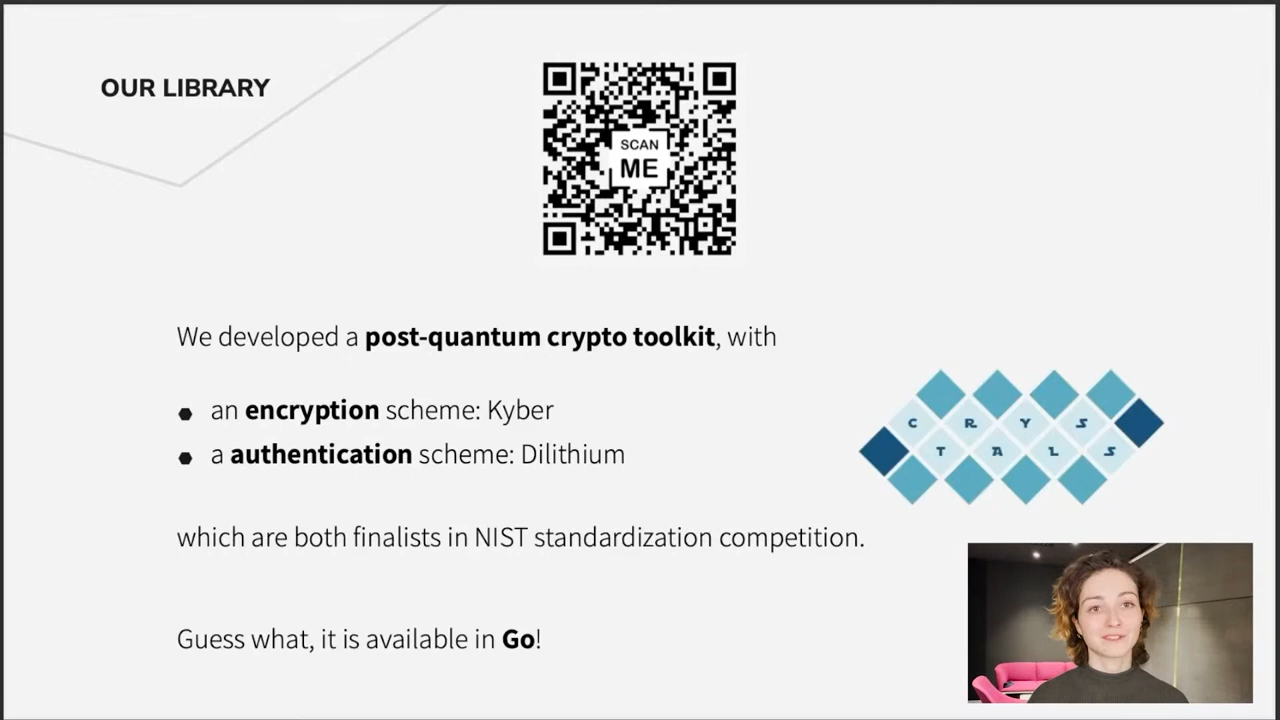 OUR LIBRARY
SCAN
ME
We developed a post-quantum crypto toolkit, with
an encryption scheme: Kyber
a authentication scheme: Dilithium
C R Y S
T A L S
which are both finalists in NIST standardization competition.
Guess what, it is available in Go!